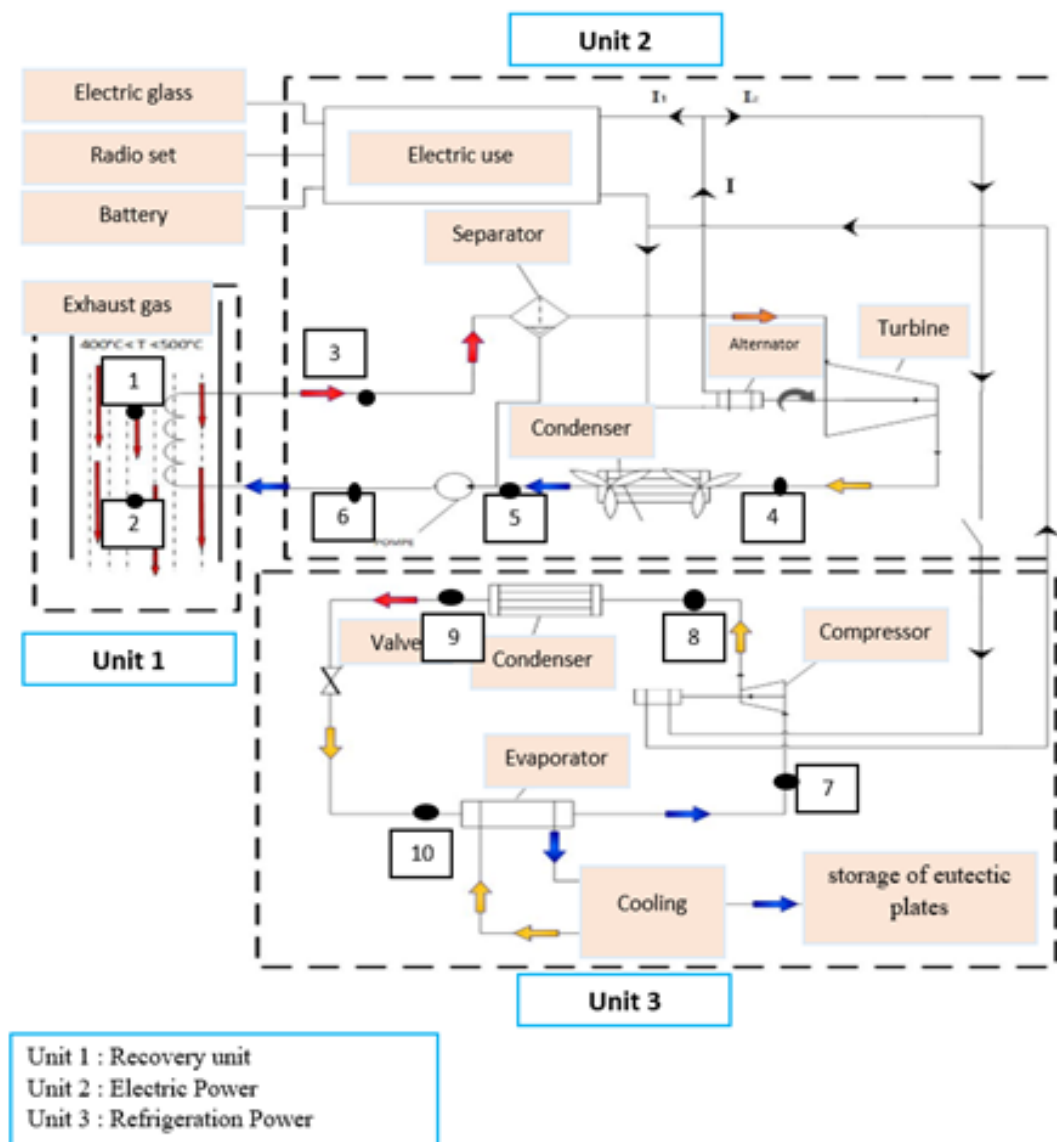 Unit 2
Electric glass
Radio set
Battery
Electric use
I₁
I
Separator
Exhaust gas
400°C < T <500°C
1
2
3
Alternator
Turbine
Condenser
6
5
4
POMPE
Unit 1
9
8
Valve
Condenser
Compressor
Evaporator
7
10
Cooling
storage of eutectic
plates
Unit 3
Unit 1 : Recovery unit
Unit 2 : Electric Power
Unit 3 : Refrigeration Power